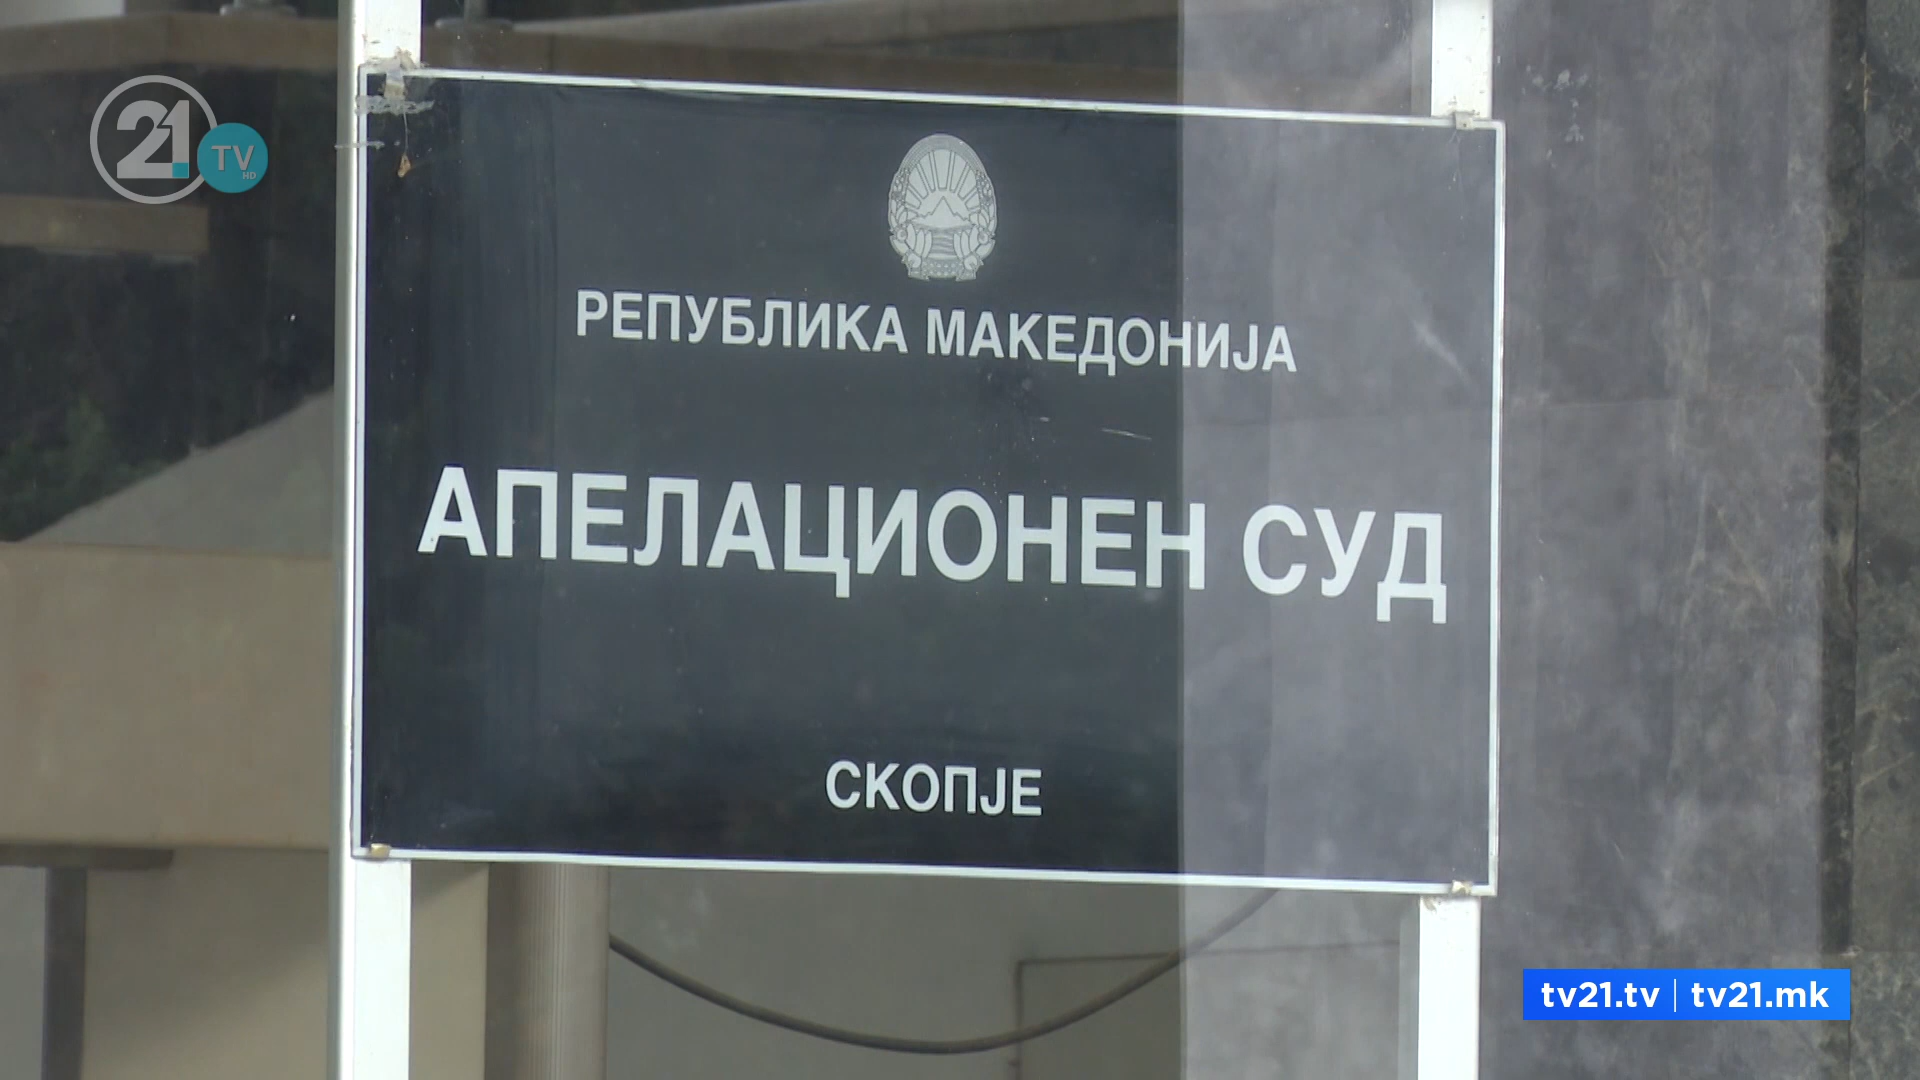 21 TV HD
РЕПУБЛИКА МАКЕДОНИЈА
АПЕЛАЦИОНЕН СУД
СКОПЈЕ
tv21.tv | tv21.mk